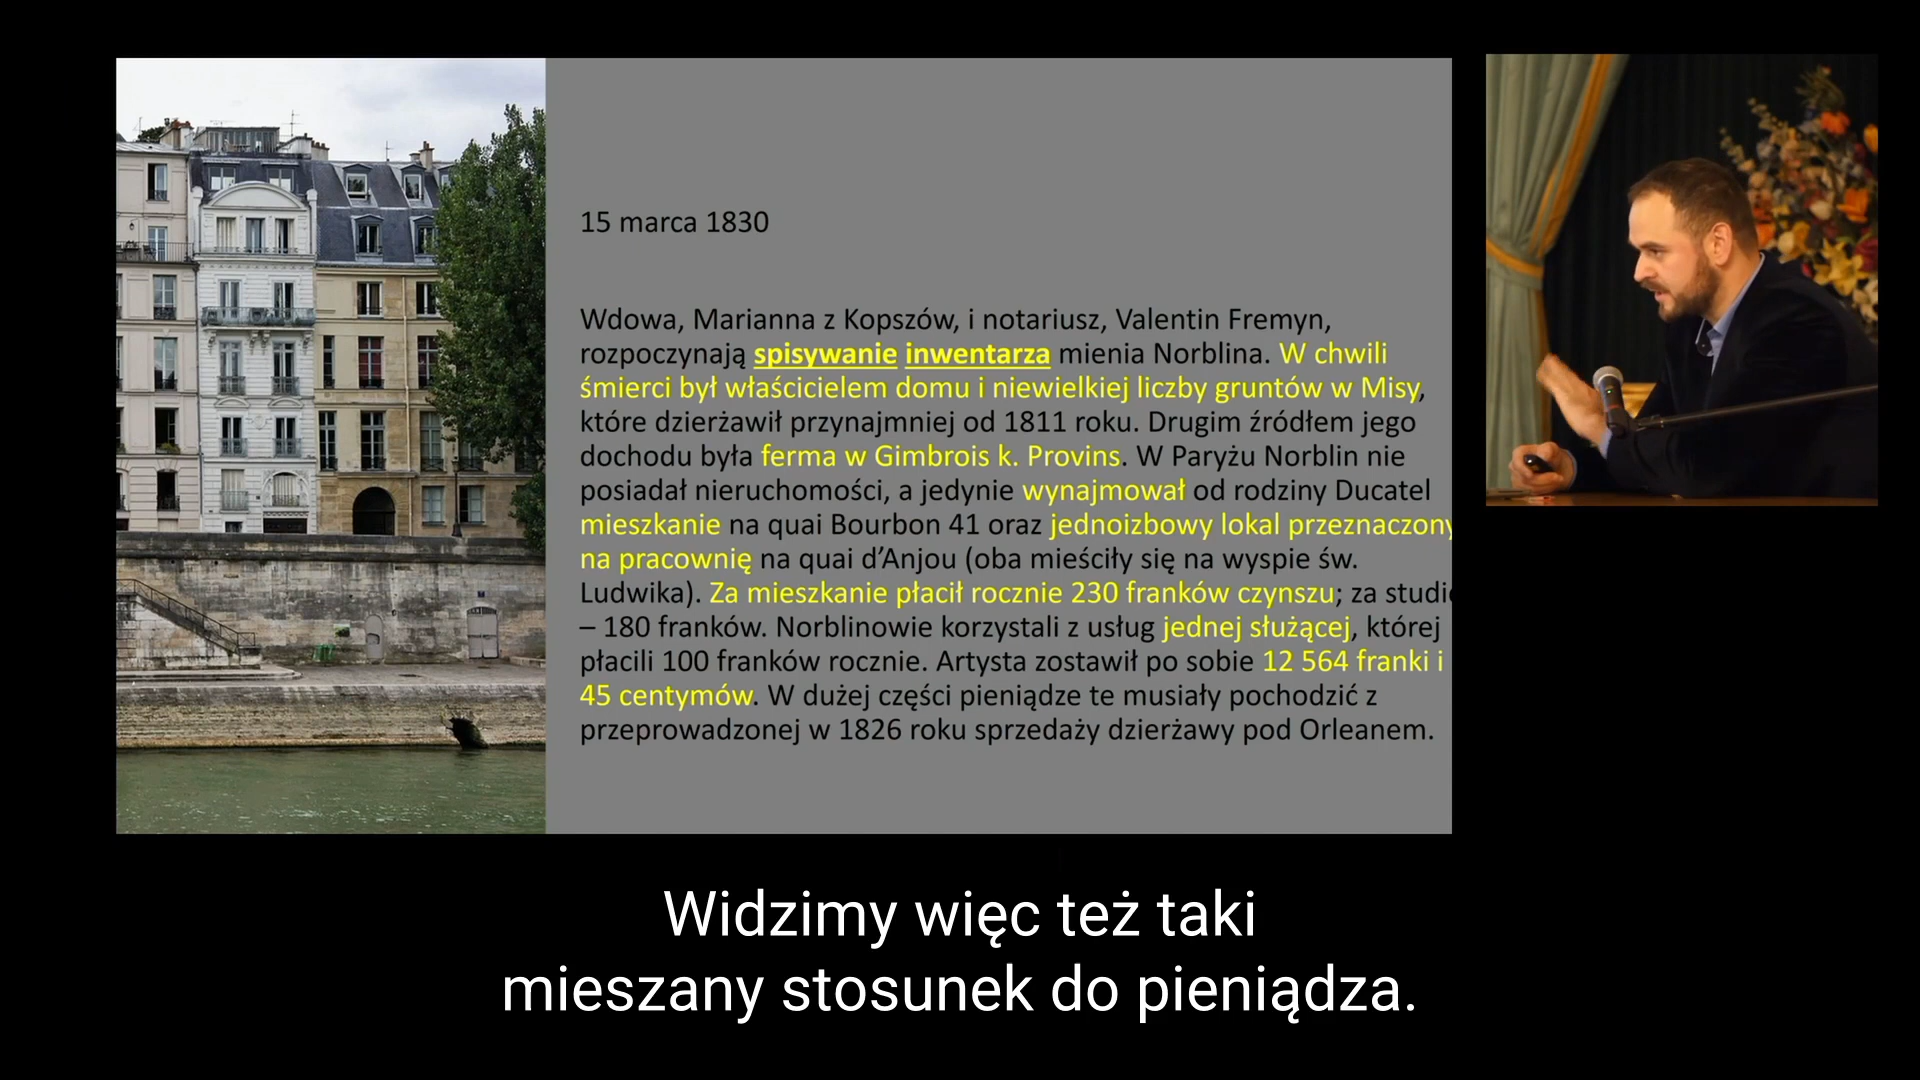 15 marca 1830
Wdowa, Marianna z Kopszów, i notariusz, Valentin Fremyn,
rozpoczynają spisywanie inwentarza mienia Norblina. W chwili
śmierci był właścicielem domu i niewielkiej liczby gruntów w Misy,
które dzierżawił przynajmniej od 1811 roku. Drugim źródłem jego
dochodu była ferma w Gimbrois k. Provins. W Paryżu Norblin nie
posiadał nieruchomości, a jedynie wynajmował od rodziny Ducatel
mieszkanie na quai Bourbon 41 oraz jednoizbowy lokal przeznaczony
na pracownię na quai d’Anjou (oba mieściły się na wyspie św.
Ludwika). Za mieszkanie płacił rocznie 230 franków czynszu; za studio
– 180 franków. Norblinowie korzystali z usług jednej służącej, której
płacili 100 franków rocznie. Artysta zostawił po sobie 12 564 franki i
45 centymów. W dużej części pieniądze te musiały pochodzić z
przeprowadzonej w 1826 roku sprzedaży dzierżawy pod Orleanem.
Widzimy więc też taki
mieszany stosunek do pieniądza.